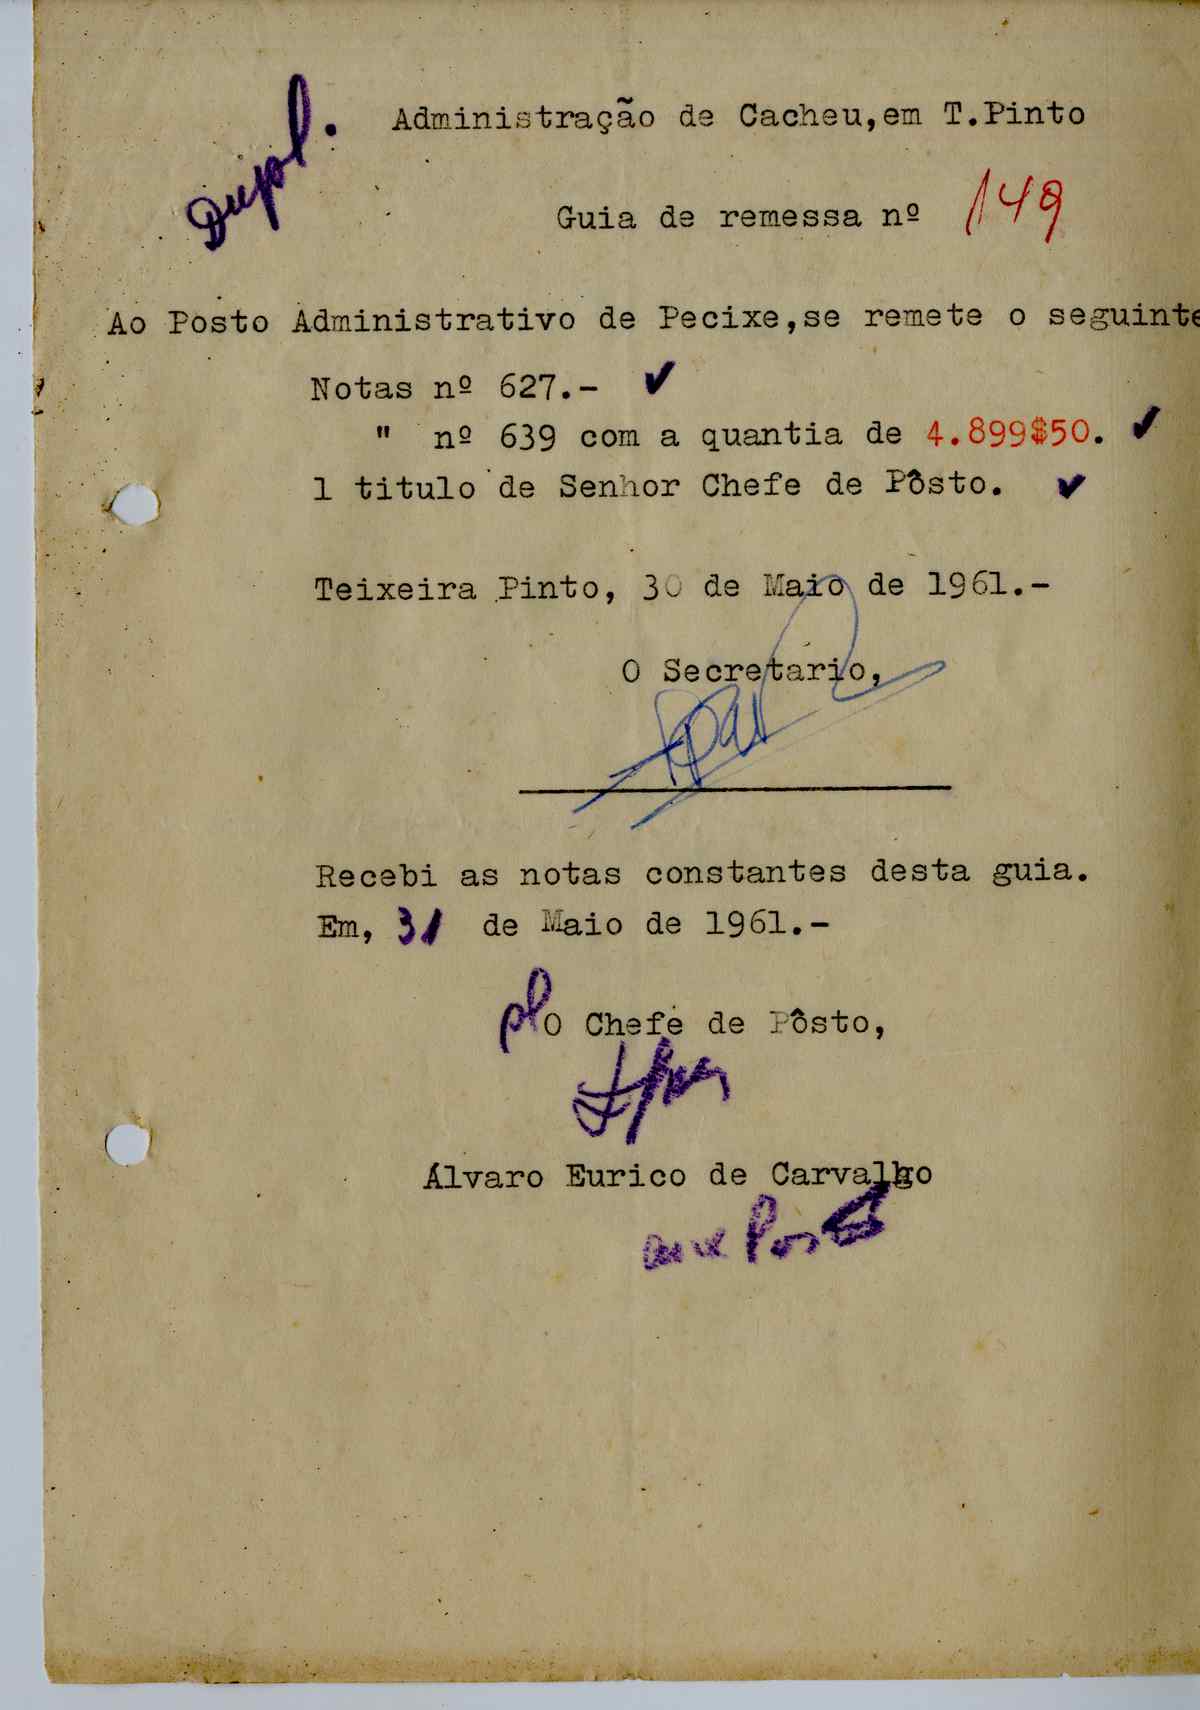 Dupl.
Administração de Cacheu,em T.Pinto
Guia de remessa nº 149
Ao Posto Administrativo de Pecixe,se remete o seguinte
Notas nº 627.- ✓
" nº 639 com a quantia de 4.899$50. ✓
1 titulo de Senhor Chefe de Pôsto. ✓
Teixeira Pinto, 30 de Maio de 1961.-
O Secretario,
Recebi as notas constantes desta guia.
Em, 31 de Maio de 1961.-
pl O Chefe de Pôsto,
Álvaro Eurico de Carvalho